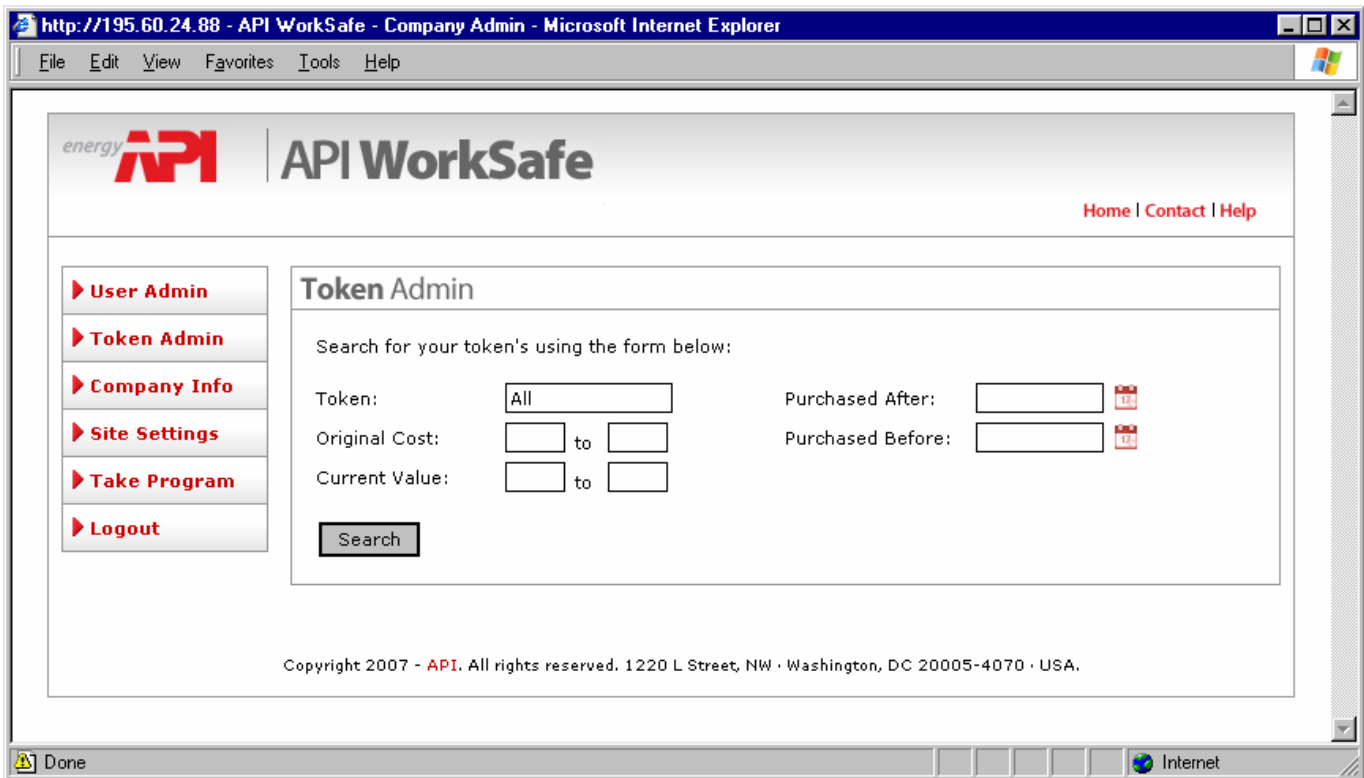 http://195.60.24.88 - API WorkSafe - Company Admin - Microsoft Internet Explorer
File Edit View Favorites Tools Help
energy API
API WorkSafe
Home | Contact | Help
User Admin
Token Admin
Company Info
Site Settings
Take Program
Logout
Token Admin
Search for your token's using the form below:
Token: All Purchased After: 17
Original Cost: to Purchased Before: 17
Current Value: to
Search
Copyright 2007 - API. All rights reserved. 1220 L Street, NW · Washington, DC 20005-4070 · USA.
Done Internet